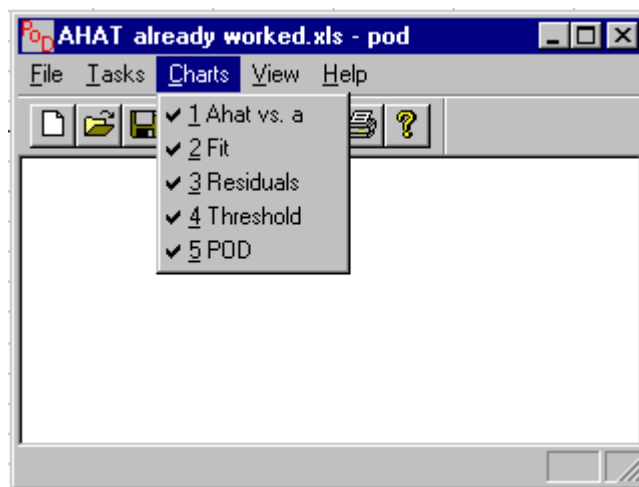 PoD AHAT already worked.xls - pod
File Tasks Charts View Help
1 Ahat vs. a
2 Fit
3 Residuals
4 Threshold
5 POD